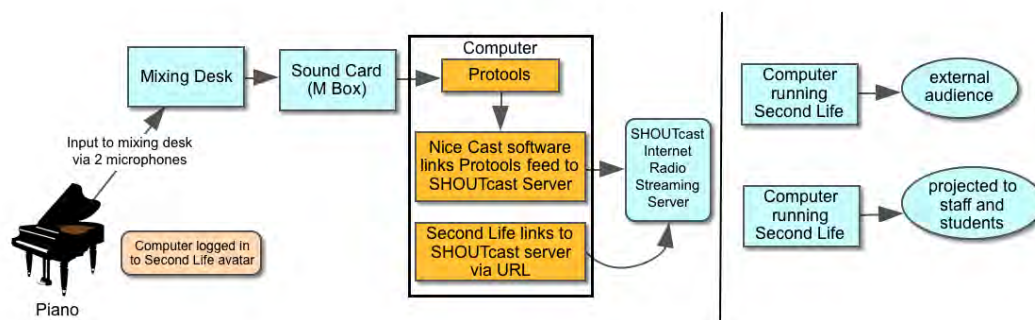 Computer
Mixing Desk
Sound Card
(M Box)
Protools
Input to mixing desk
via 2 microphones
Nice Cast software
links Protools feed to
SHOUTcast Server
SHOUTcast
Internet
Radio
Streaming
Server
Second Life links to
SHOUTcast server
via URL
Computer logged in
to Second Life avatar
Piano
Computer
running
Second Life
external
audience
Computer
running
Second Life
projected to
staff and
students